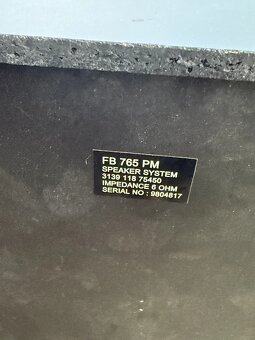 FB 765 PM
SPEAKER SYSTEM
3139 118 75450
IMPEDANCE 6 OHM
SERIAL NO : 9804817